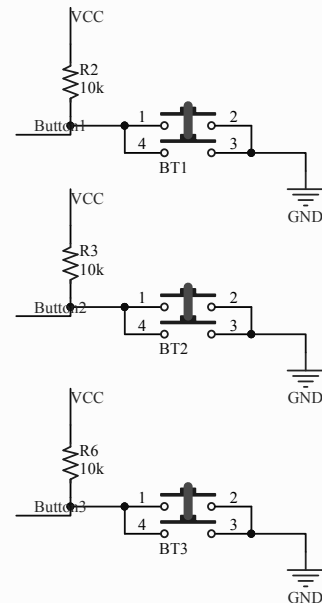 VCC
R2
10k
Button1
1 2
4 3
BT1
GND
VCC
R3
10k
Button2
1 2
4 3
BT2
GND
VCC
R6
10k
Button3
1 2
4 3
BT3
GND